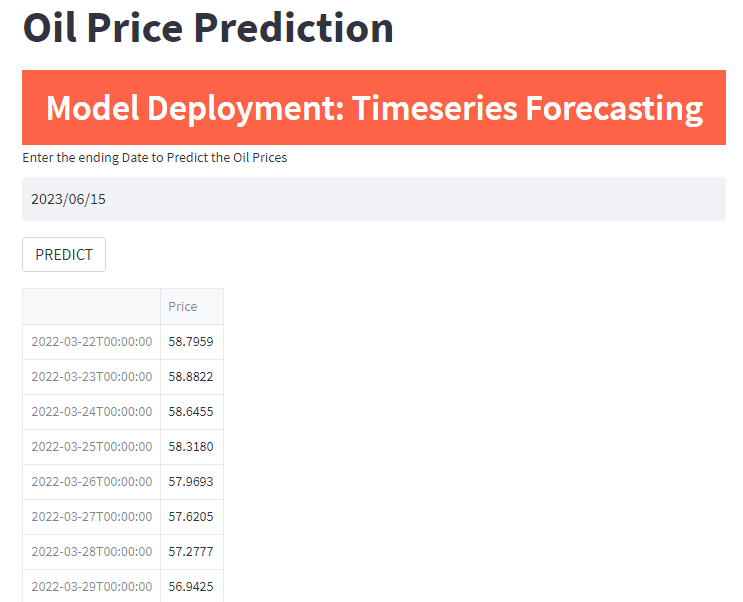 Oil Price Prediction
Model Deployment: Timeseries Forecasting
Enter the ending Date to Predict the Oil Prices
2023/06/15
PREDICT
Price
2022-03-22T00:00:00 58.7959
2022-03-23T00:00:00 58.8822
2022-03-24T00:00:00 58.6455
2022-03-25T00:00:00 58.3180
2022-03-26T00:00:00 57.9693
2022-03-27T00:00:00 57.6205
2022-03-28T00:00:00 57.2777
2022-03-29T00:00:00 56.9425